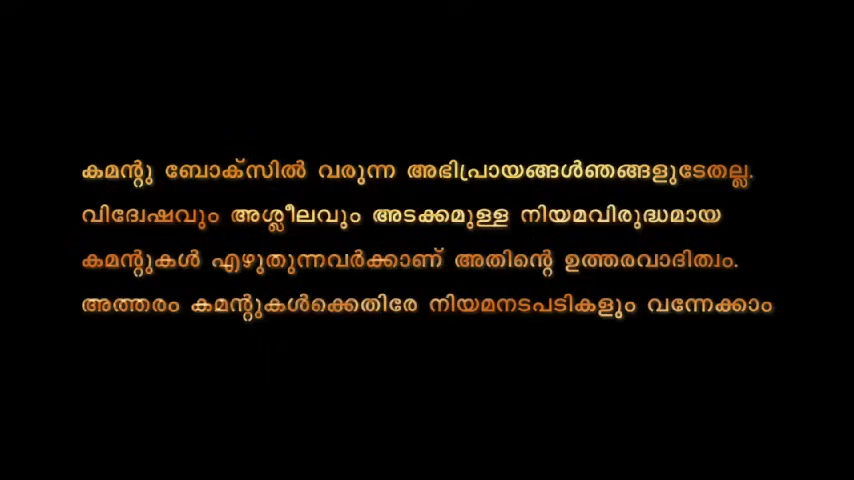 കമന്റു ബോക്സിൽ വരുന്ന അഭിപ്രായങ്ങൾഞങ്ങളുടേതല്ല.
വിദ്വേഷവും അശ്ലീലവും അടക്കമുള്ള നിയമവിരുദ്ധമായ
കമന്റുകൾ എഴുതുന്നവർക്കാണ് അതിന്റെ ഉത്തരവാദിത്വം.
അത്തരം കമന്റുകൾക്കെതിരേ നിയമനടപടികളും വന്നേക്കാം